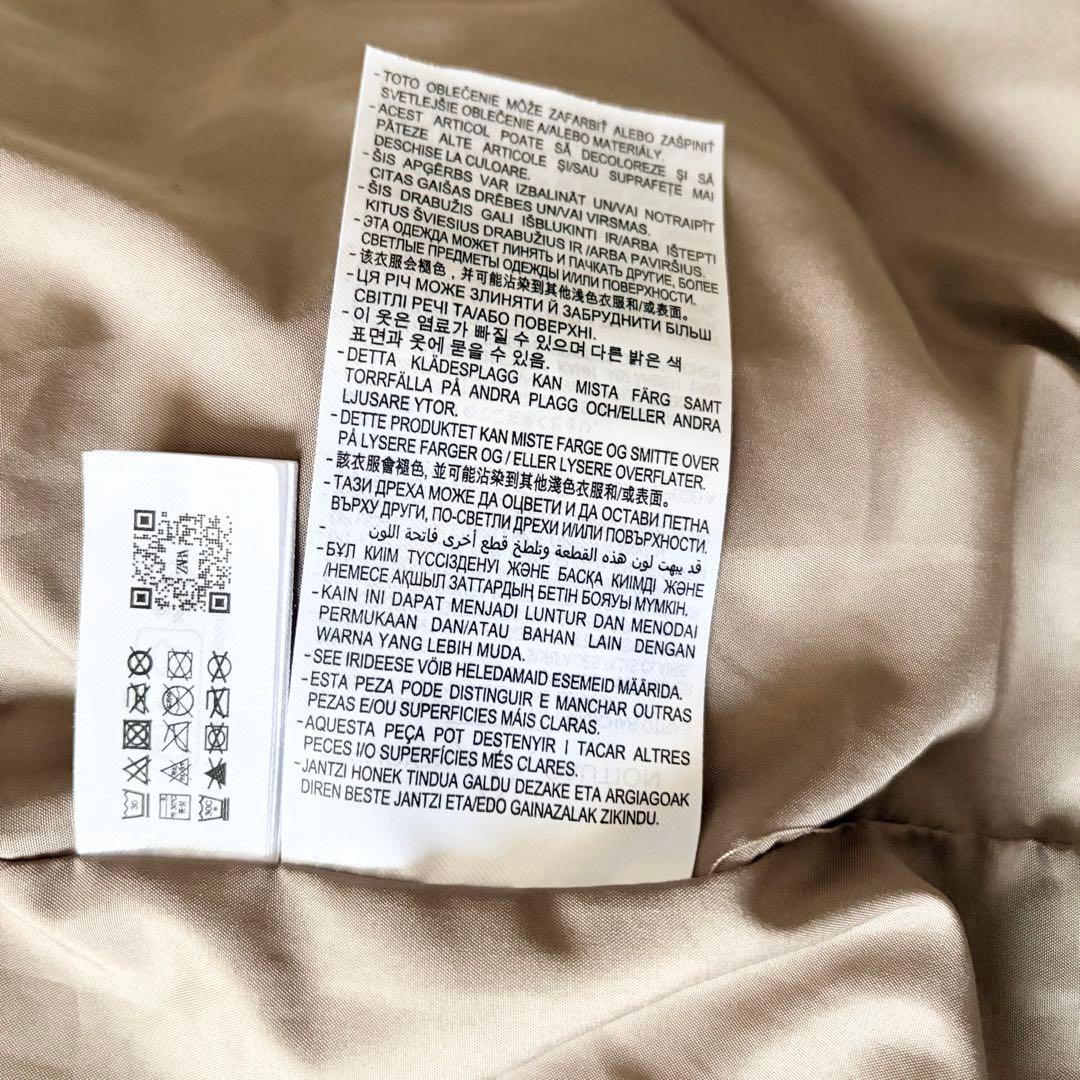 - TOTO OBLEČENIE MÔŽE ZAFARBIŤ ALEBO ZAŠPINIŤ
SVETLEJŠIE OBLEČENIE A/ALEBO MATERIÁLY.
- ACEST ARTICOL POATE SĂ DECOLOREZE ȘI SĂ
PĂTEZE ALTE ARTICOLE ȘI/SAU SUPRAFEȚE MAI
DESCHISE LA CULOARE.
- ŠIS APĢĒRBS VAR IZBALINĀT UN/VAI NOTRAIPĪT
CITAS GAIŠAS DRĒBES UN/VAI VIRSMAS.
- ŠIS DRABUŽIS GALI IŠBLUKINTI IR/ARBA IŠTEPTI
KITUS ŠVIESIUS DRABUŽIUS IR /ARBA PAVIRŠIUS.
- ЭТА ОДЕЖДА МОЖЕТ ЛИНЯТЬ И ПАЧКАТЬ ДРУГИЕ, БОЛЕЕ
СВЕТЛЫЕ ПРЕДМЕТЫ ОДЕЖДЫ И/ИЛИ ПОВЕРХНОСТИ.
- 该衣服会褪色，并可能沾染到其他浅色衣服和/或表面。
- ЦЯ РІЧ МОЖЕ ЗЛИНЯТИ Й ЗАБРУДНИТИ БІЛЬШ
СВІТЛІ РЕЧІ ТА/АБО ПОВЕРХНІ.
- 이 옷은 염료가 빠질 수 있으며 다른 밝은 색
표면과 옷에 묻을 수 있음.
- DETTA KLÄDESPLAGG KAN MISTA FÄRG SAMT
TORRFÄLLA PÅ ANDRA PLAGG OCH/ELLER ANDRA
LJUSARE YTOR.
- DETTE PRODUKTET KAN MISTE FARGE OG SMITTE OVER
PÅ LYSERE FARGER OG / ELLER LYSERE OVERFLATER.
- 該衣服會褪色, 並可能沾染到其他淺色衣服和/或表面。
- ТАЗИ ДРЕХА МОЖЕ ДА ОЦВЕТИ И ДА ОСТАВИ ПЕТНА
ВЪРХУ ДРУГИ, ПО-СВЕТЛИ ДРЕХИ И/ИЛИ ПОВЪРХНОСТИ.
- قد يبهت لون هذه القطعة وتلطخ قطع أخرى فاتحة اللون
- БҰЛ КИІМ ТҮССІЗДЕНУІ ЖӘНЕ БАСҚА КИІМДІ ЖӘНЕ
/НЕМЕСЕ АҚШЫЛ ЗАТТАРДЫҢ БЕТІН БОЯУЫ МҮМКІН.
- KAIN INI DAPAT MENJADI LUNTUR DAN MENODAI
PERMUKAAN DAN/ATAU BAHAN LAIN DENGAN
WARNA YANG LEBIH MUDA.
- SEE IRIDEESE VÕIB HELEDAMAID ESEMEID MÄÄRIDA.
- ESTA PEZA PODE DISTINGUIR E MANCHAR OUTRAS
PEZAS E/OU SUPERFICIES MÁIS CLARAS.
- AQUESTA PEÇA POT DESTENYIR I TACAR ALTRES
PECES I/O SUPERFÍCIES MÉS CLARES.
- JANTZI HONEK TINDUA GALDU DEZAKE ETA ARGIAGOAK
DIREN BESTE JANTZI ETA/EDO GAINAZALAK ZIKINDU.
30
30C